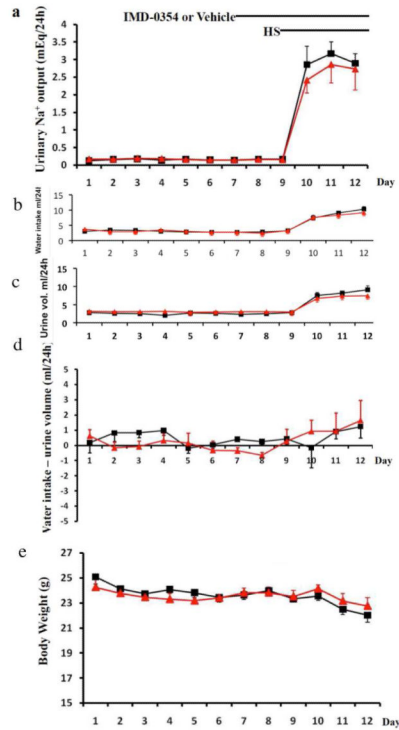 a
IMD-0354 or Vehicle
HS
Urinary Na⁺ output (mEq/24h)
3.5
3
2.5
2
1.5
1
0.5
0
1 2 3 4 5 6 7 8 9 10 11 12 Day
b
Water intake ml/24l
15
10
5
0
1 2 3 4 5 6 7 8 9 10 11 12
c
Urine vol. ml/24h
15
10
5
0
1 2 3 4 5 6 7 8 9 10 11 12
d
Water intake – urine volume (ml/24h)
5
4
3
2
1
0
-1
-2
-3
-4
-5
1 2 3 4 5 6 7 8 9 10 11 12 Day
e
Body Weight (g)
27
25
23
21
19
17
15
1 2 3 4 5 6 7 8 9 10 11 12
Day